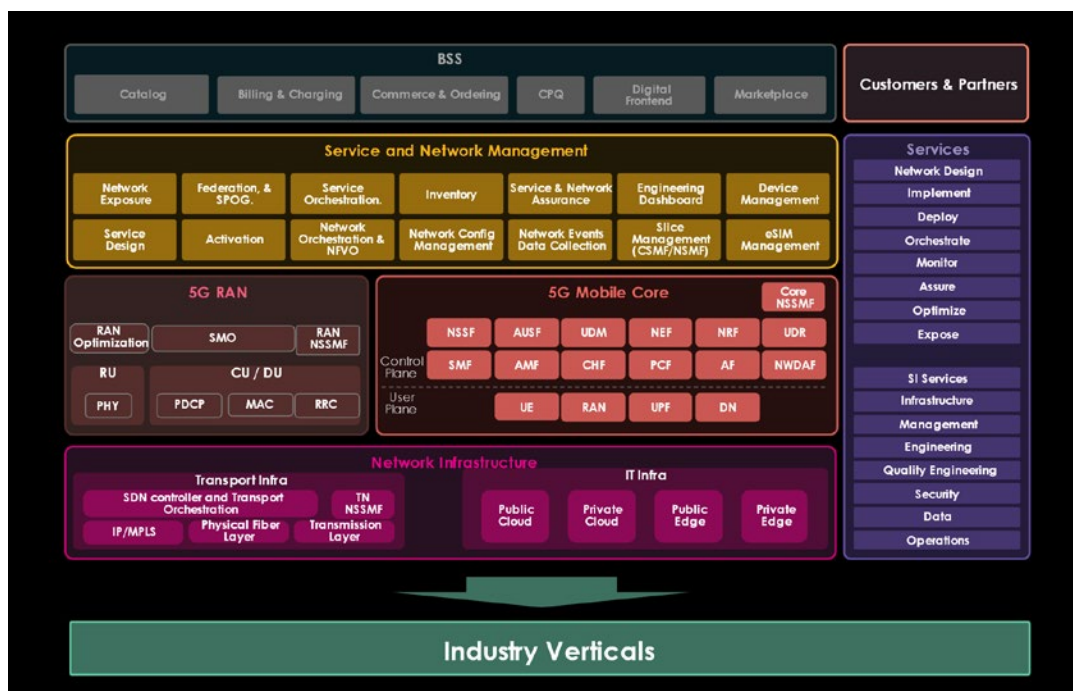 BSS
Catalog
Billing & Charging
Commerce & Ordering
CPQ
Digital
Frontend
Marketplace
Customers & Partners
Service and Network Management
Network
Exposure
Federation, &
SPOG.
Service
Orchestration.
Inventory
Service & Network
Assurance
Engineering
Dashboard
Device
Management
Service
Design
Activation
Network
Orchestration &
NFVO
Network Config
Management
Network Events
Data Collection
Slice
Management
(CSMF/NSMF)
eSIM
Management
Services
Network Design
Implement
Deploy
Orchestrate
Monitor
Assure
Optimize
Expose
SI Services
Infrastructure
Management
Engineering
Quality Engineering
Security
Data
Operations
5G RAN
RAN
Optimization
SMO
RAN
NSSMF
RU
PHY
CU / DU
PDCP
MAC
RRC
5G Mobile Core
Core
NSSMF
NSSF
AUSF
UDM
NEF
NRF
UDR
Control
Plane
SMF
AMF
CHF
PCF
AF
NWDAF
User
Plane
UE
RAN
UPF
DN
Network Infrastructure
Transport Infra
SDN controller and Transport
Orchestration
TN
NSSMF
IP/MPLS
Physical Fiber
Layer
Transmission
Layer
IT Infra
Public
Cloud
Private
Cloud
Public
Edge
Private
Edge
Industry Verticals